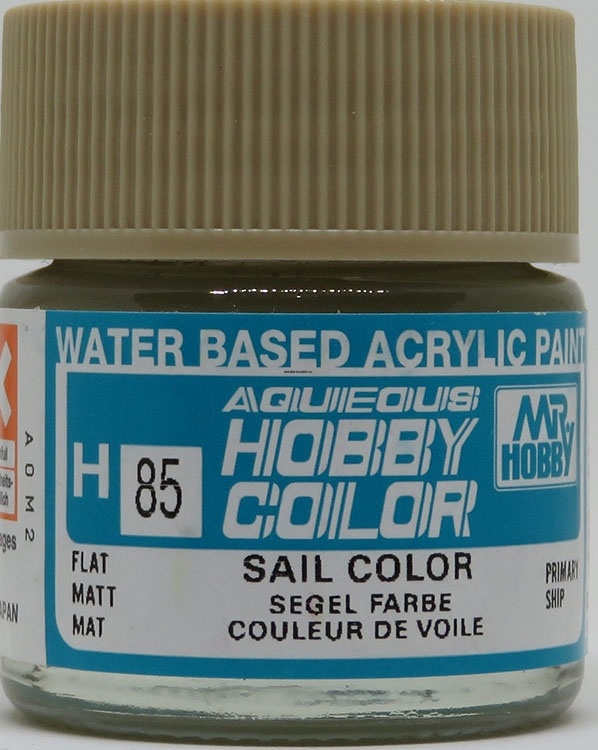 WATER BASED ACRYLIC PAINT
AQUEOUS
HOBBY
COLOR
MR.
HOBBY
H
85
FLAT
MATT
MAT
SAIL COLOR
SEGEL FARBE
COULEUR DE VOILE
PRIMARY
SHIP
AOM2